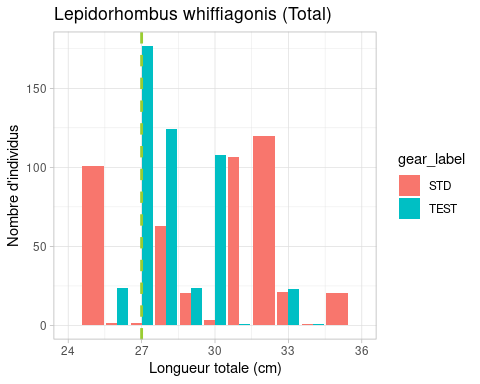 Lepidorhombus whiffiagonis (Total)
Nombre d'individus
150
100
50
0
24
27
30
33
36
Longueur totale (cm)
gear_label
STD
TEST